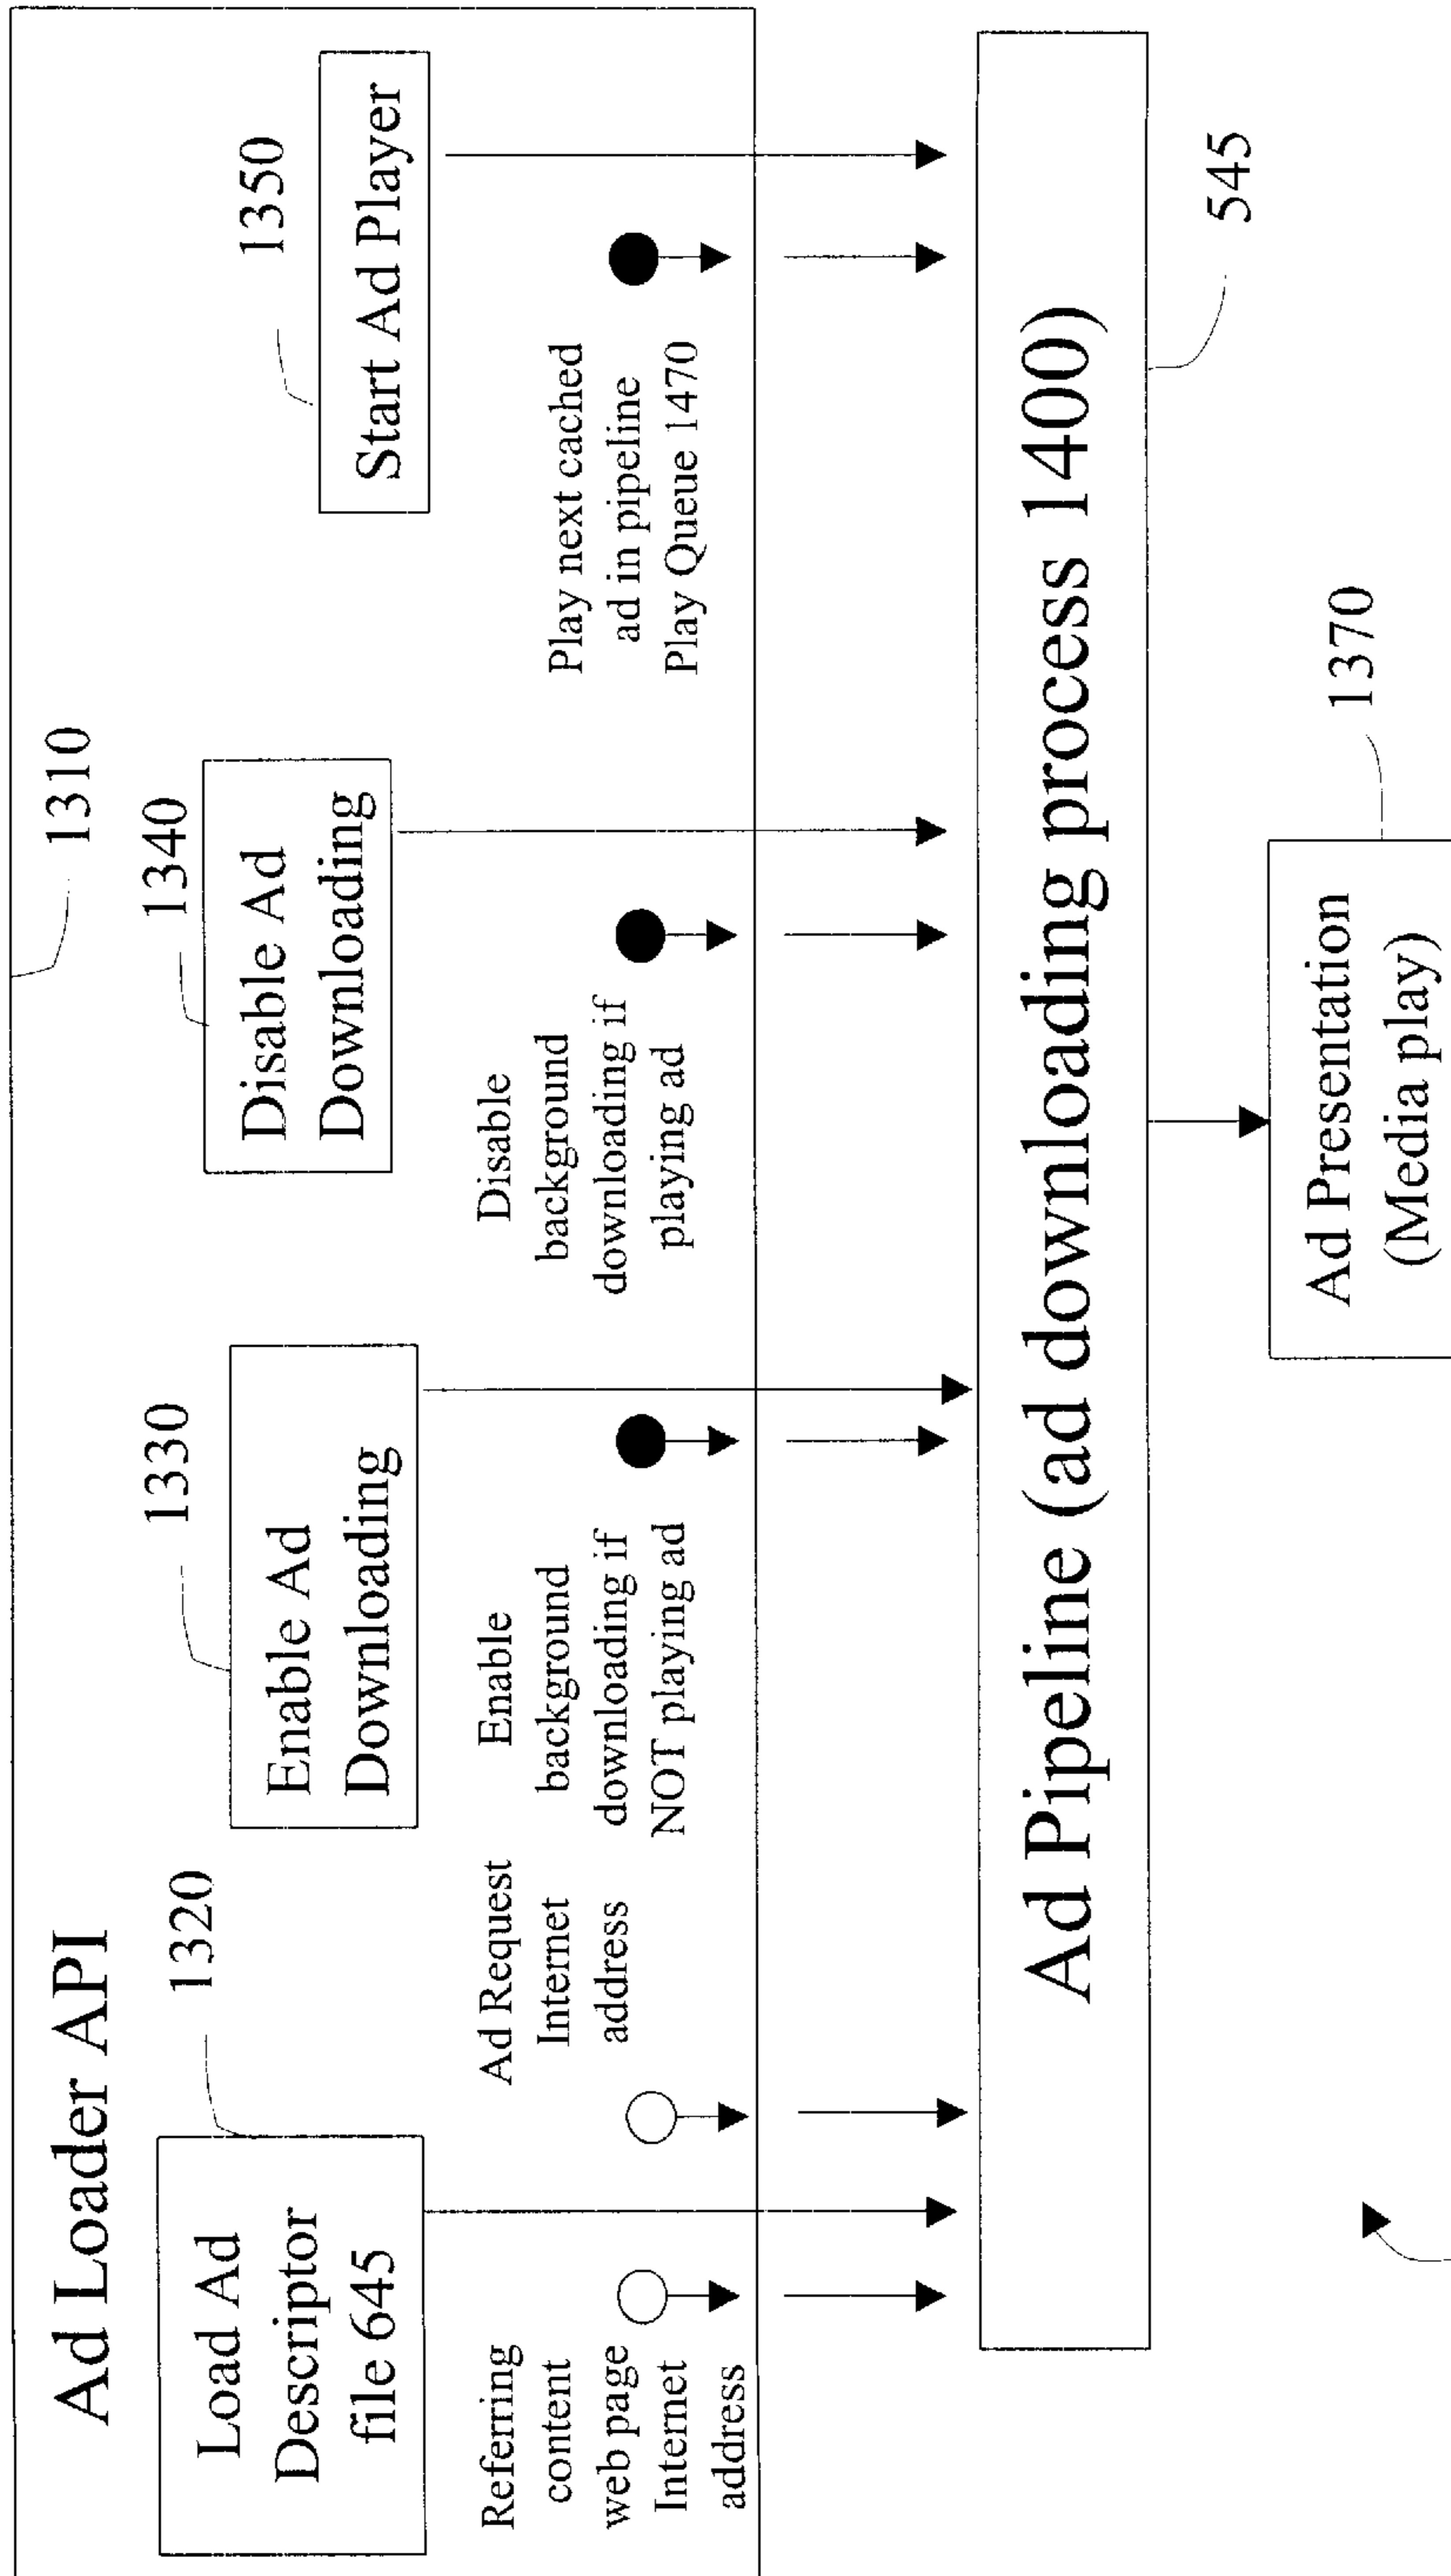 Ad Loader API
1310
1320
Load Ad
Descriptor
file 645
1330
Enable Ad
Downloading
1340
Disable Ad
Downloading
1350
Start Ad Player
Referring
content
web page
Internet
address
Ad Request
Internet
address
Enable
background
downloading if
NOT playing ad
Disable
background
downloading if
playing ad
Play next cached
ad in pipeline
Play Queue 1470
Ad Pipeline (ad downloading process 1400)
545
Ad Presentation
(Media play)
1370